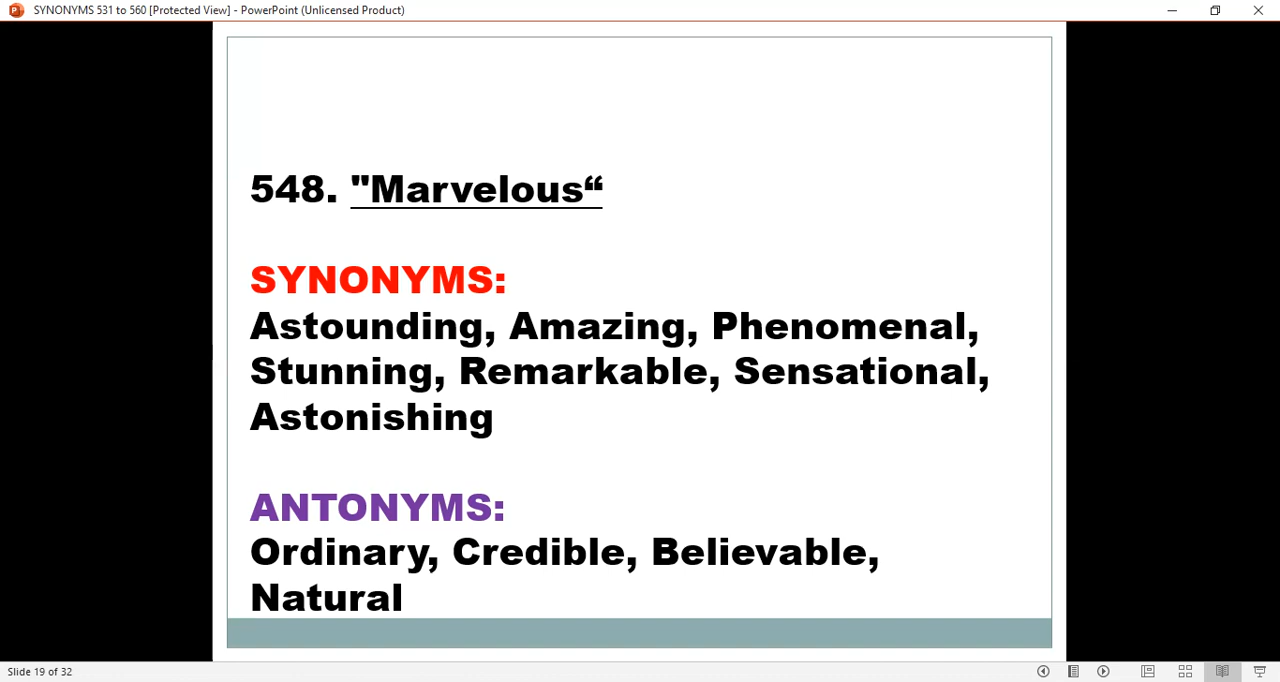 SYNONYMS 531 to 560 [Protected View] - PowerPoint (Unlicensed Product)
548. "Marvelous“
SYNONYMS:
Astounding, Amazing, Phenomenal,
Stunning, Remarkable, Sensational,
Astonishing
ANTONYMS:
Ordinary, Credible, Believable,
Natural
Slide 19 of 32